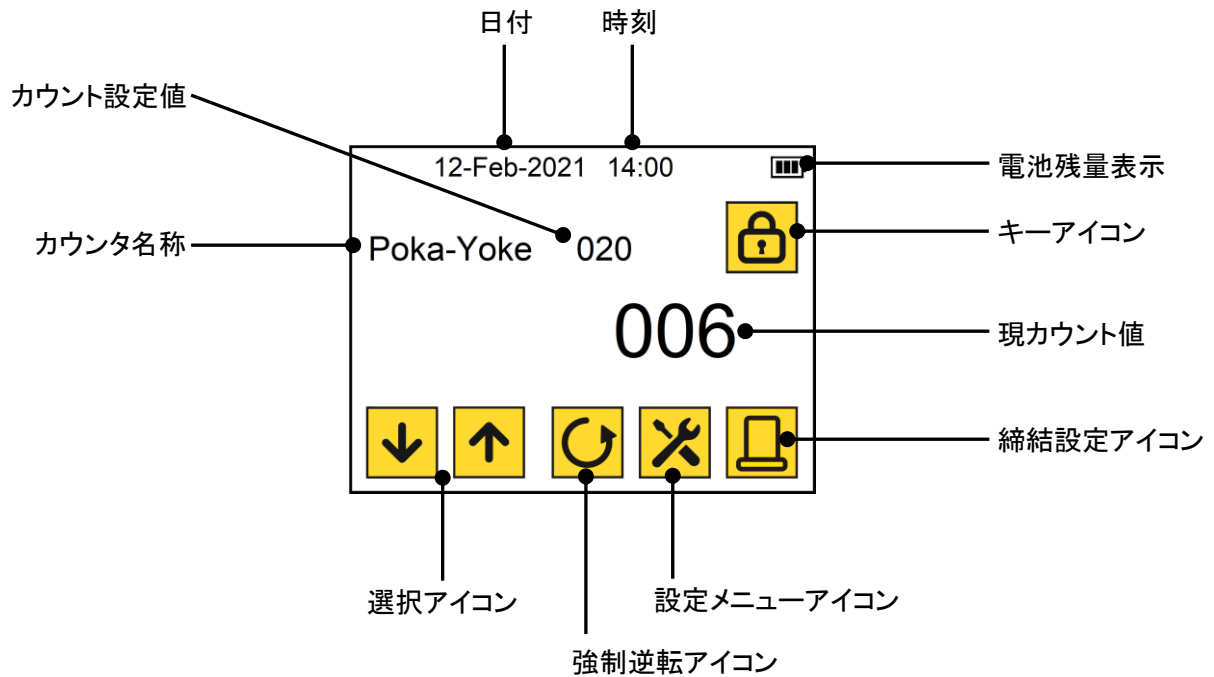 日付
時刻
カウント設定値
12-Feb-2021 14:00
電池残量表示
カウンタ名称
Poka-Yoke 020
キーアイコン
006
現カウント値
締結設定アイコン
選択アイコン
設定メニューアイコン
強制逆転アイコン